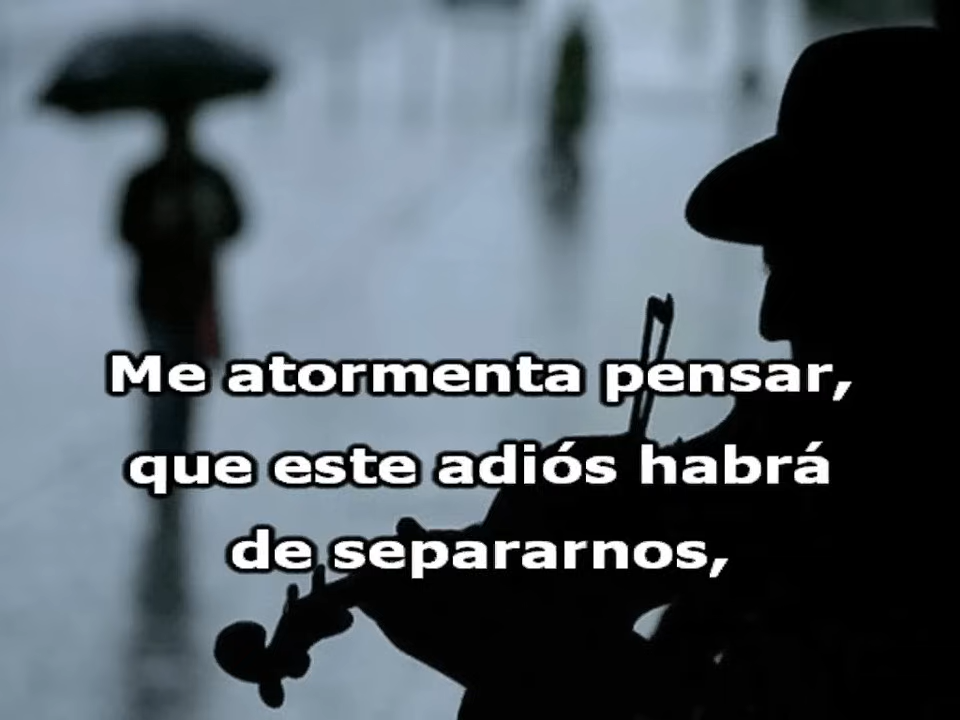 Me atormenta pensar,
que este adiós habrá
de separarnos,